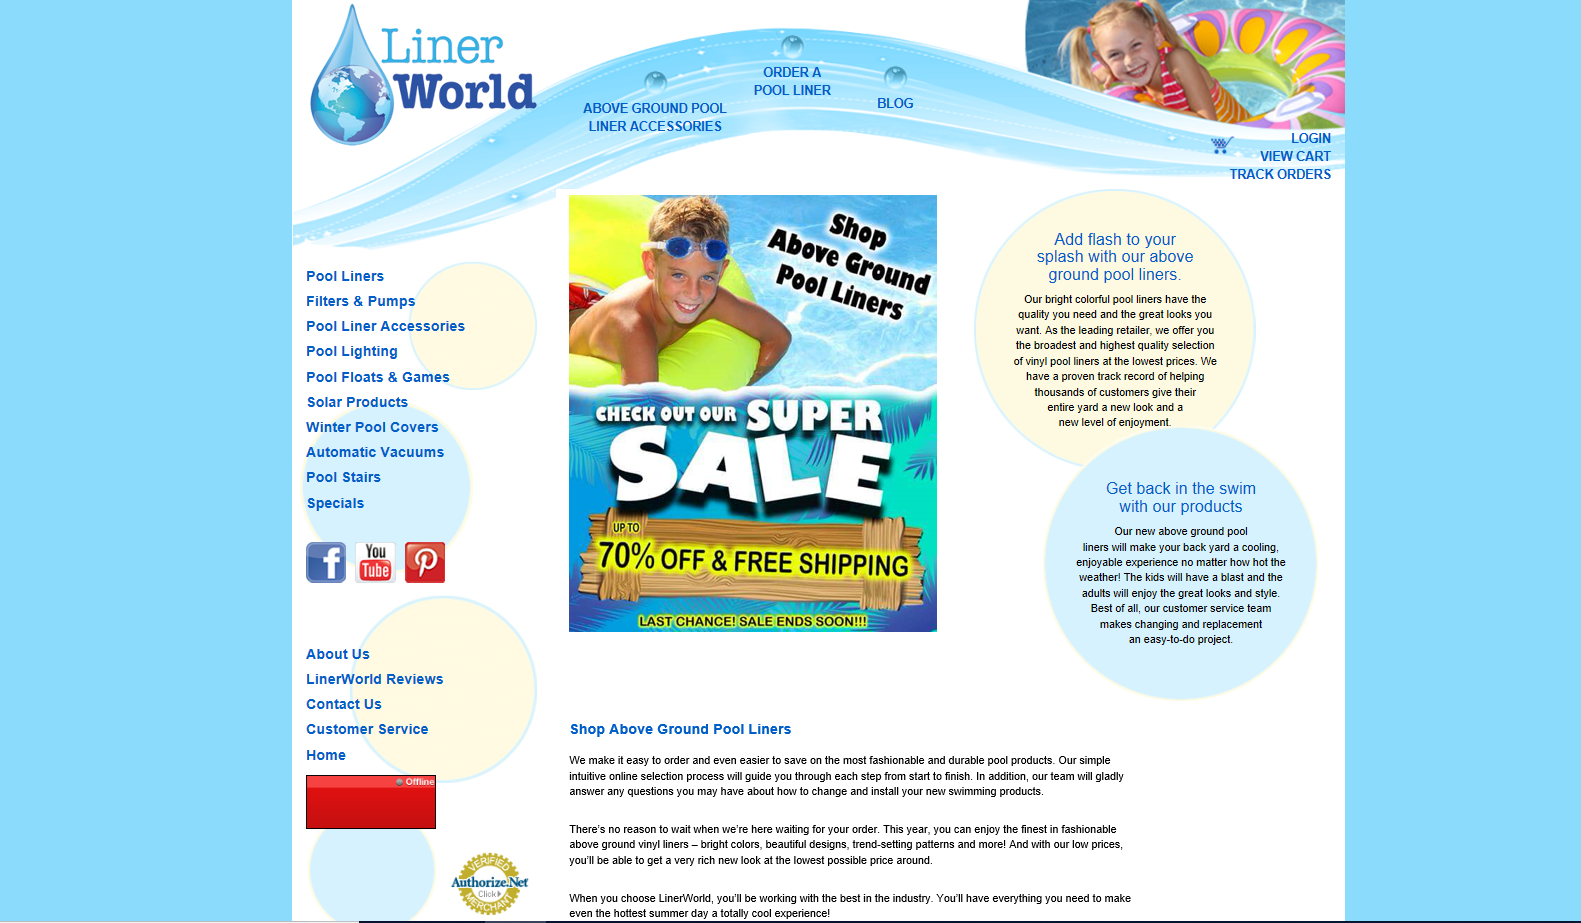 Liner
World
ABOVE GROUND POOL
LINER ACCESSORIES
ORDER A
POOL LINER
BLOG
LOGIN
VIEW CART
TRACK ORDERS
Pool Liners
Filters & Pumps
Pool Liner Accessories
Pool Lighting
Pool Floats & Games
Solar Products
Winter Pool Covers
Automatic Vacuums
Pool Stairs
Specials
f
You
Tube
P
About Us
LinerWorld Reviews
Contact Us
Customer Service
Home
Offline
VERIFIED
Authorize.Net
Click
MERCHANT
Shop
Above Ground
Pool Liners
CHECK OUT OUR SUPER
SALE
UP TO
70% OFF & FREE SHIPPING
LAST CHANCE! SALE ENDS SOON!!!
Add flash to your
splash with our above
ground pool liners.
Our bright colorful pool liners have the
quality you need and the great looks you
want. As the leading retailer, we offer you
the broadest and highest quality selection
of vinyl pool liners at the lowest prices. We
have a proven track record of helping
thousands of customers give their
entire yard a new look and a
new level of enjoyment.
Get back in the swim
with our products
Our new above ground pool
liners will make your back yard a cooling,
enjoyable experience no matter how hot the
weather! The kids will have a blast and the
adults will enjoy the great looks and style.
Best of all, our customer service team
makes changing and replacement
an easy-to-do project.
Shop Above Ground Pool Liners
We make it easy to order and even easier to save on the most fashionable and durable pool products. Our simple
intuitive online selection process will guide you through each step from start to finish. In addition, our team will gladly
answer any questions you may have about how to change and install your new swimming products.
There's no reason to wait when we're here waiting for your order. This year, you can enjoy the finest in fashionable
above ground vinyl liners – bright colors, beautiful designs, trend-setting patterns and more! And with our low prices,
you'll be able to get a very rich new look at the lowest possible price around.
When you choose LinerWorld, you'll be working with the best in the industry. You'll have everything you need to make
even the hottest summer day a totally cool experience!